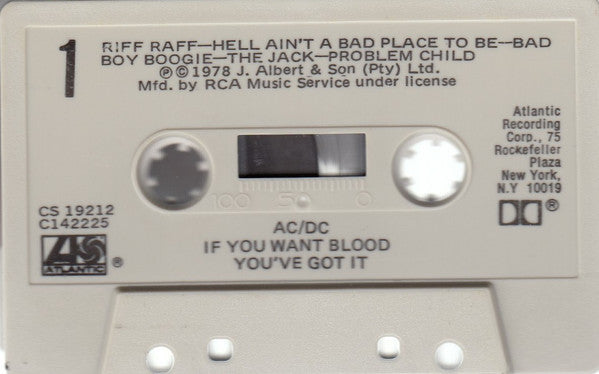 1
RIFF RAFF—HELL AIN'T A BAD PLACE TO BE—BAD
BOY BOOGIE—THE JACK—PROBLEM CHILD
℗©1978 J. Albert & Son (Pty) Ltd.
Mfd. by RCA Music Service under license
Atlantic
Recording
Corp., 75
Rockefeller
Plaza
New York,
N.Y 10019
®
100 50 0
CS 19212
C142225
ATLANTIC ®
AC/DC
IF YOU WANT BLOOD
YOU'VE GOT IT